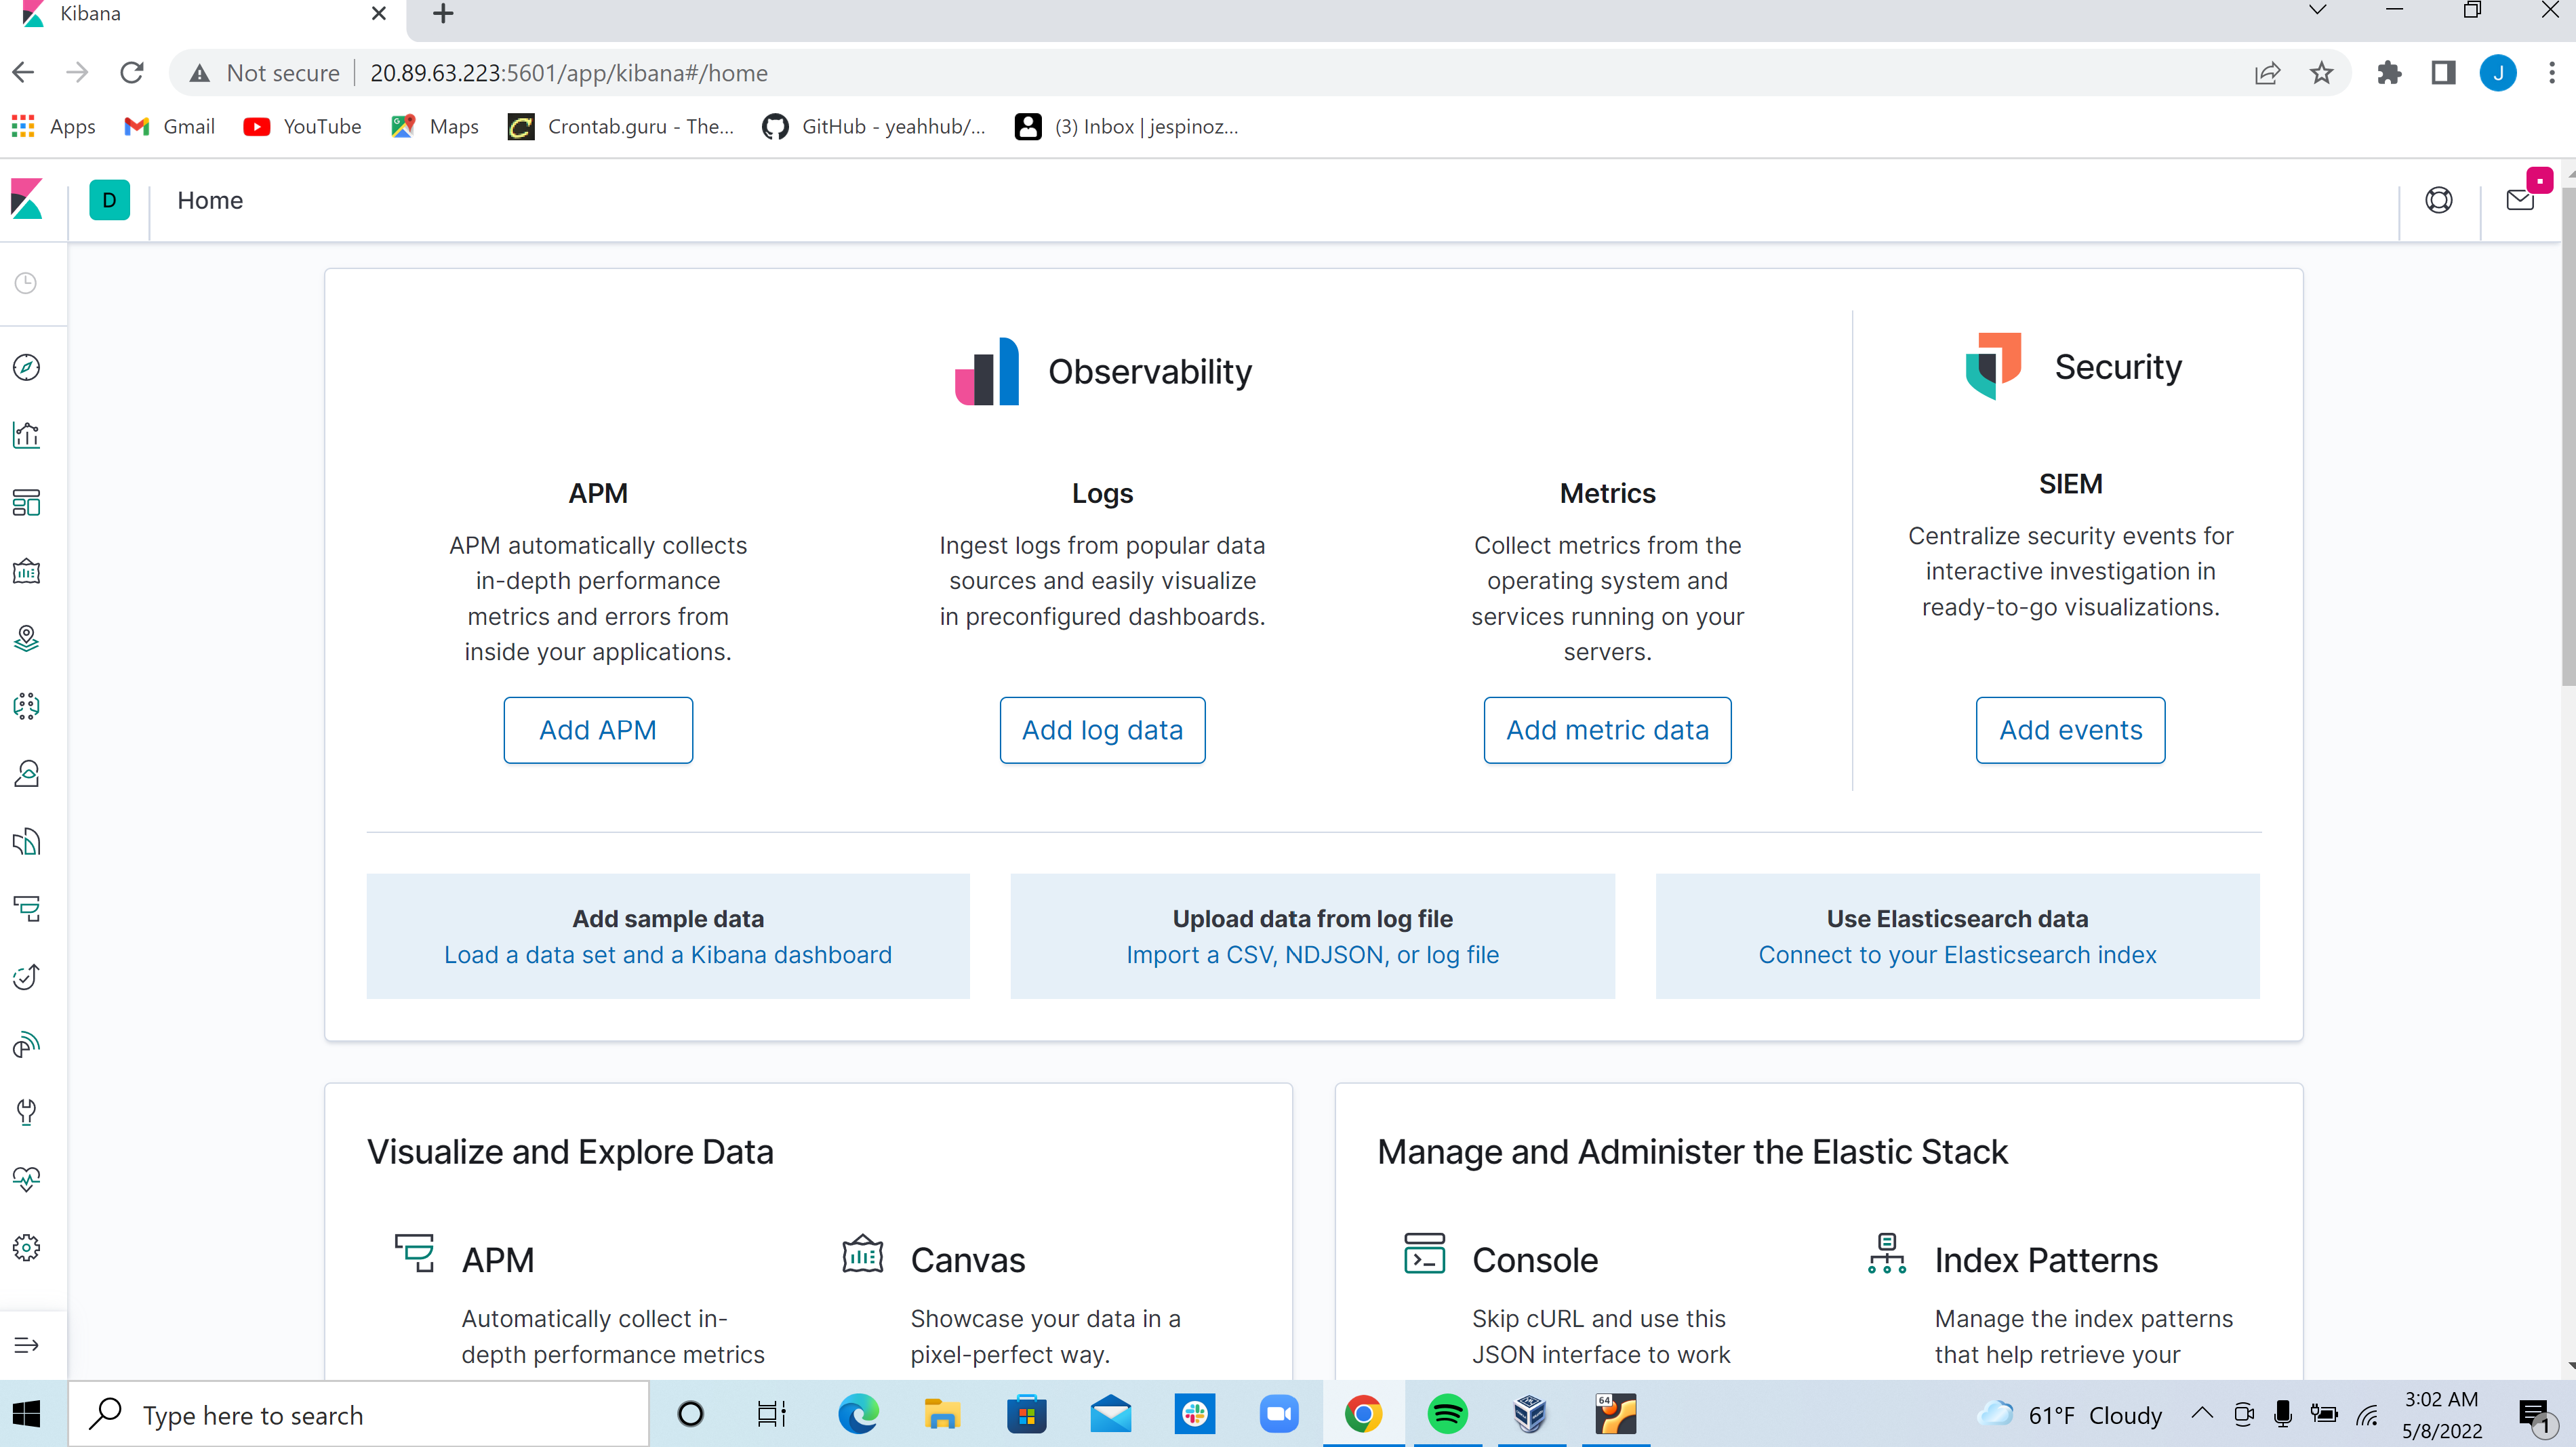 Kibana
Not secure
20.89.63.223:5601/app/kibana#/home
J
Apps
Gmail
YouTube
Maps
Crontab.guru - The...
GitHub - yeahhub/...
(3) Inbox | jespinoz...
D
Home
Observability
Security
APM
APM automatically collects
in-depth performance
metrics and errors from
inside your applications.
Add APM
Logs
Ingest logs from popular data
sources and easily visualize
in preconfigured dashboards.
Add log data
Metrics
Collect metrics from the
operating system and
services running on your
servers.
Add metric data
SIEM
Centralize security events for
interactive investigation in
ready-to-go visualizations.
Add events
Add sample data
Load a data set and a Kibana dashboard
Upload data from log file
Import a CSV, NDJSON, or log file
Use Elasticsearch data
Connect to your Elasticsearch index
Visualize and Explore Data
APM
Automatically collect in-
depth performance metrics
Canvas
Showcase your data in a
pixel-perfect way.
Manage and Administer the Elastic Stack
Console
Skip cURL and use this
JSON interface to work
Index Patterns
Manage the index patterns
that help retrieve your
Type here to search
64
61°F Cloudy
3:02 AM
5/8/2022
1